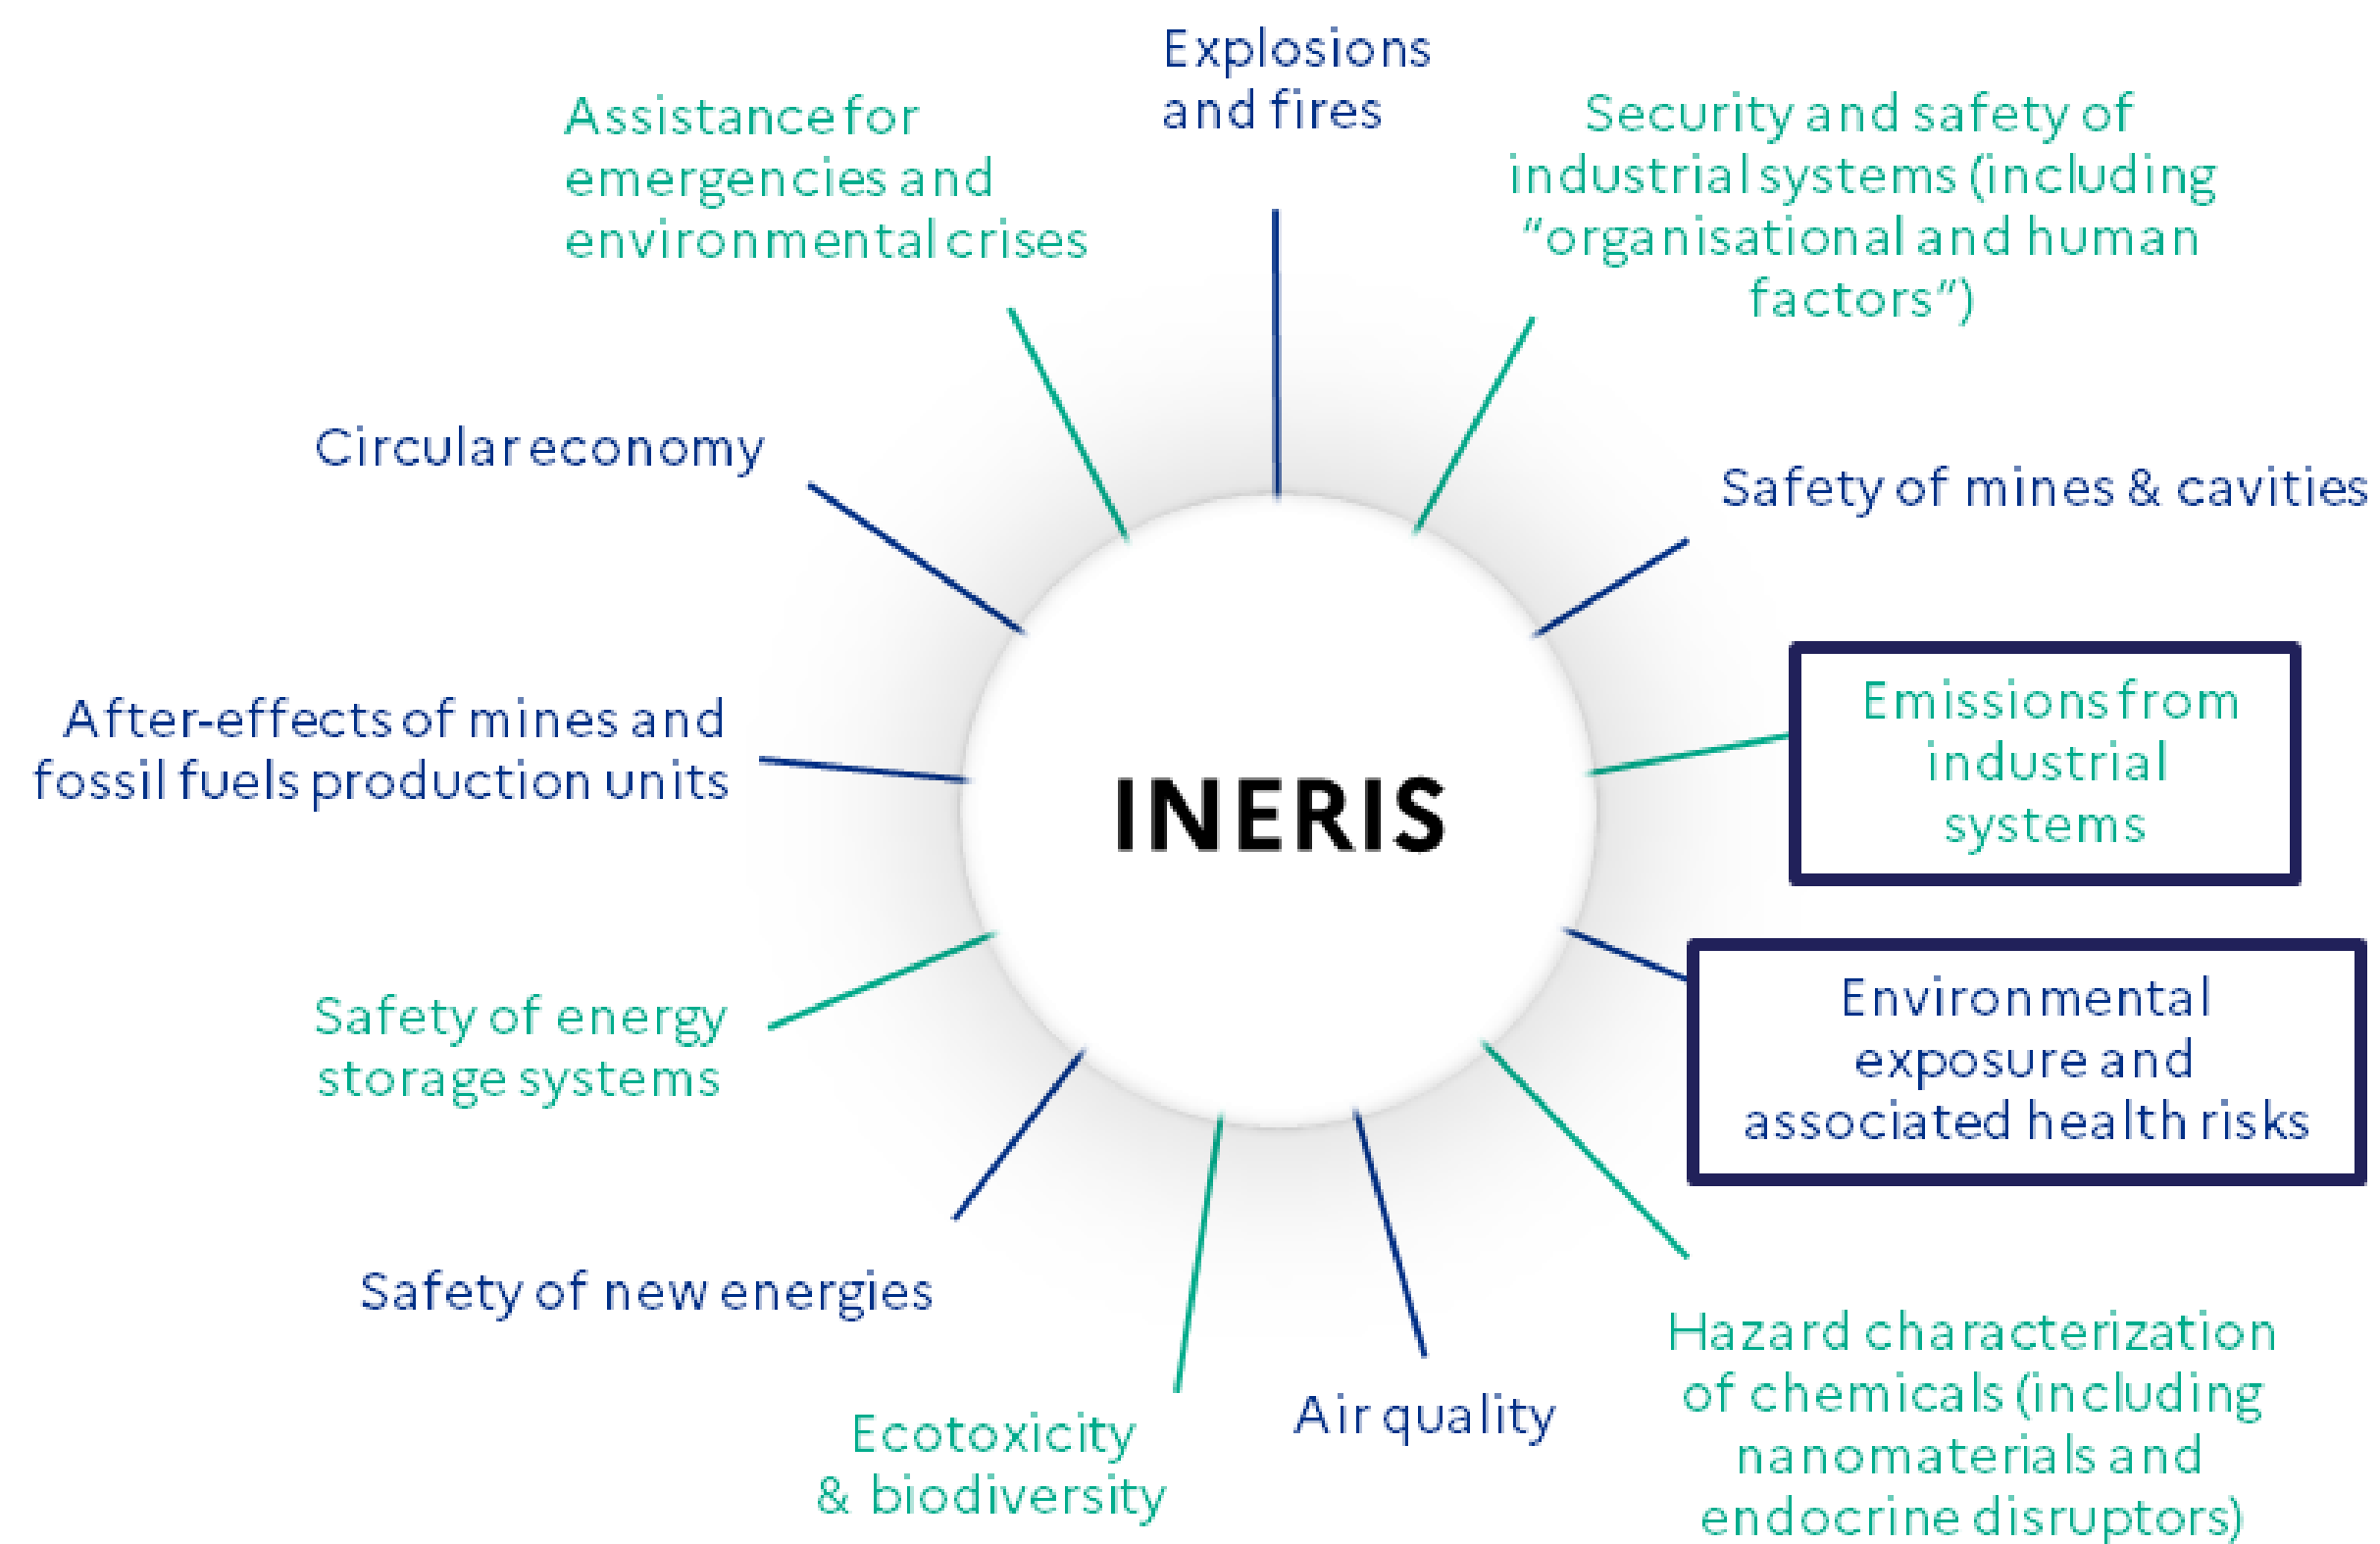 Explosions
and fires
Security and safety of
industrial systems (including
"organisational and human
factors")
Safety of mines & cavities
Emissions from
industrial
systems
Environmental
exposure and
associated health risks
Hazard characterization
of chemicals (including
nanomaterials and
endocrine disruptors)
Air quality
Ecotoxicity
& biodiversity
Safety of new energies
Safety of energy
storage systems
After-effects of mines and
fossil fuels production units
Circular economy
Assistance for
emergencies and
environmental crises
INERIS